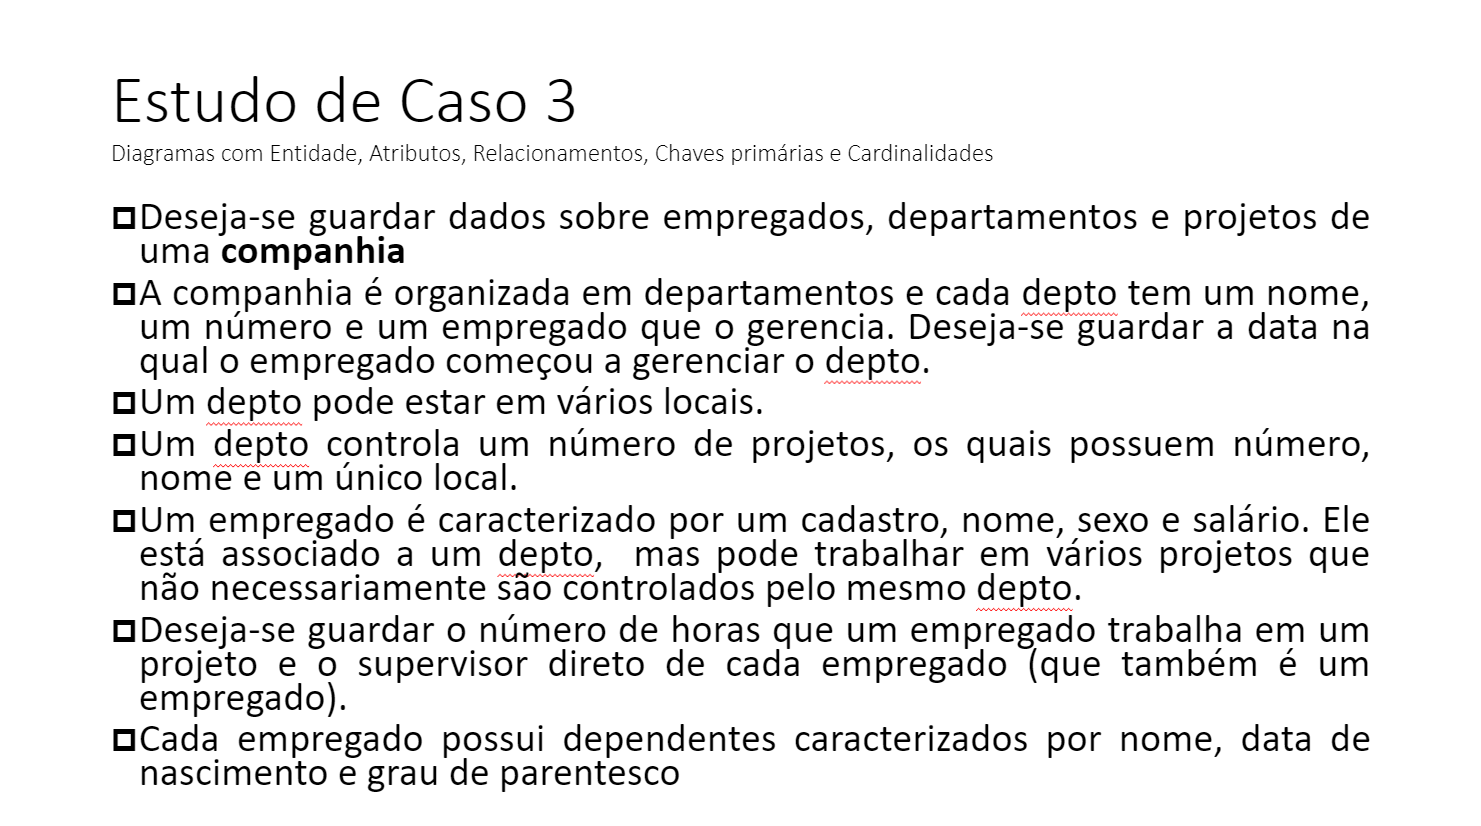 Estudo de Caso 3
Diagramas com Entidade, Atributos, Relacionamentos, Chaves primárias e Cardinalidades
Deseja-se guardar dados sobre empregados, departamentos e projetos de
uma companhia
A companhia é organizada em departamentos e cada depto tem um nome,
um número e um empregado que o gerencia. Deseja-se guardar a data na
qual o empregado começou a gerenciar o depto.
Um depto pode estar em vários locais.
Um depto controla um número de projetos, os quais possuem número,
nome e um único local.
Um empregado é caracterizado por um cadastro, nome, sexo e salário. Ele
está associado a um depto, mas pode trabalhar em vários projetos que
não necessariamente são controlados pelo mesmo depto.
Deseja-se guardar o número de horas que um empregado trabalha em um
projeto e o supervisor direto de cada empregado (que também é um
empregado).
Cada empregado possui dependentes caracterizados por nome, data de
nascimento e grau de parentesco